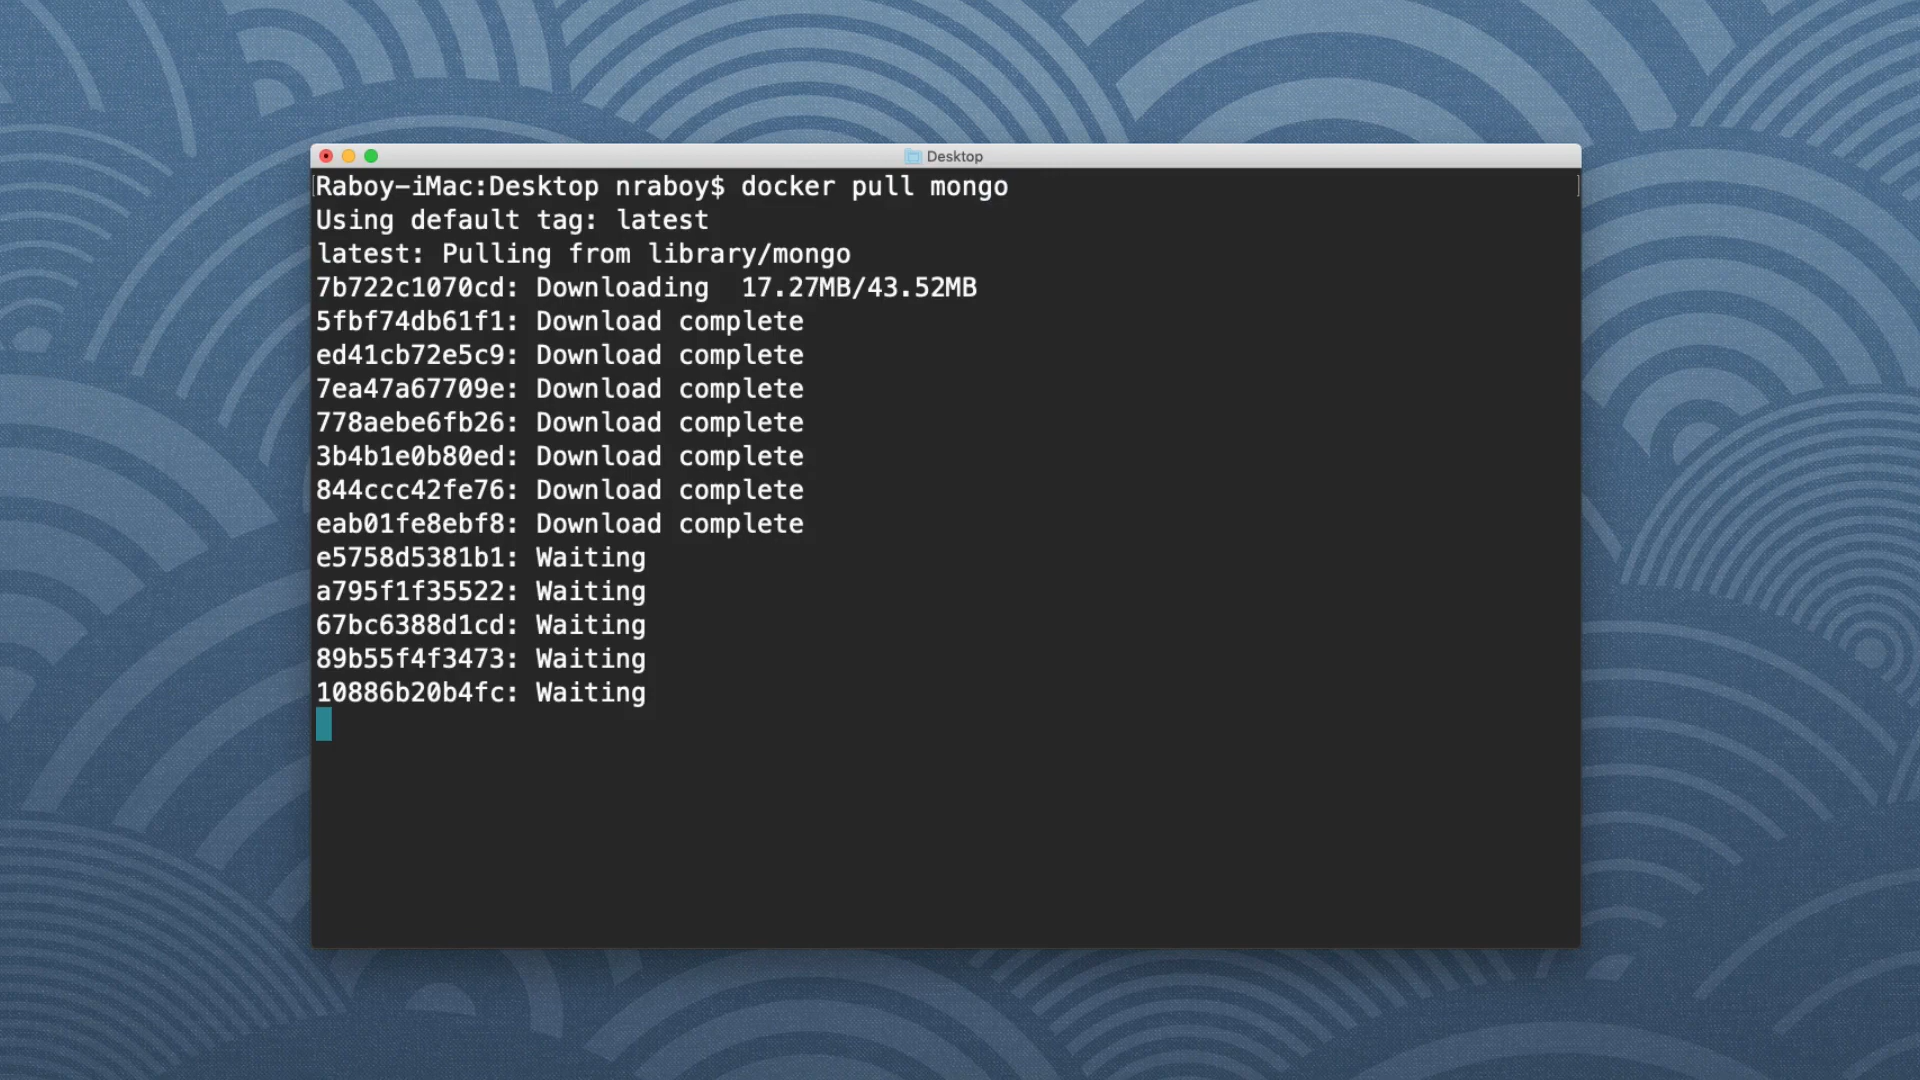 Desktop
Raboy-iMac:Desktop nraboy$ docker pull mongo
Using default tag: latest
latest: Pulling from library/mongo
7b722c1070cd: Downloading  17.27MB/43.52MB
5fbf74db61f1: Download complete
ed41cb72e5c9: Download complete
7ea47a67709e: Download complete
778aebe6fb26: Download complete
3b4b1e0b80ed: Download complete
844ccc42fe76: Download complete
eab01fe8ebf8: Download complete
e5758d5381b1: Waiting
a795f1f35522: Waiting
67bc6388d1cd: Waiting
89b55f4f3473: Waiting
10886b20b4fc: Waiting